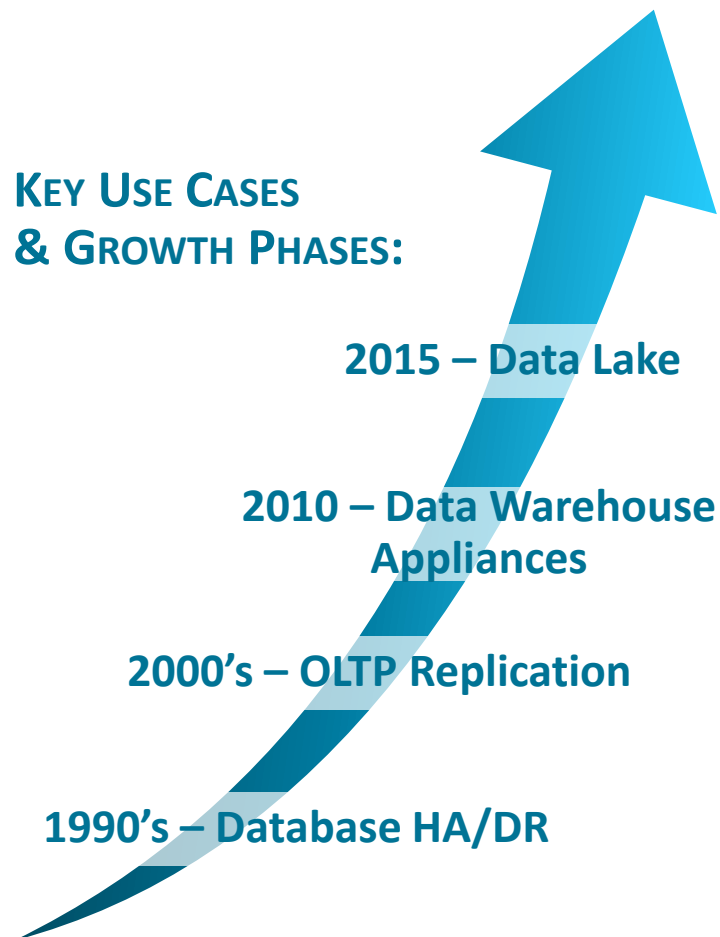 KEY USE CASES
& GROWTH PHASES:
2015 – Data Lake
2010 – Data Warehouse
Appliances
2000’s – OLTP Replication
1990’s – Database HA/DR